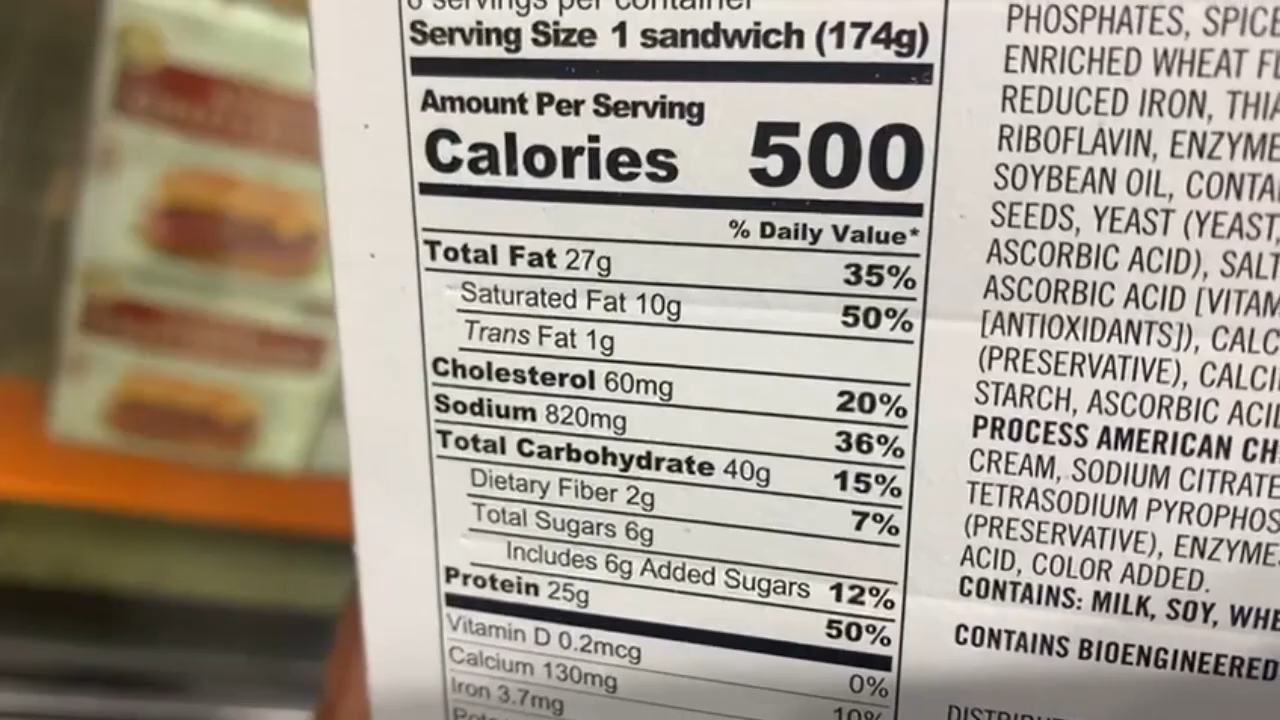 servings per container
Serving Size 1 sandwich (174g)
Amount Per Serving
Calories 500
% Daily Value*
Total Fat 27g 35%
Saturated Fat 10g 50%
Trans Fat 1g
Cholesterol 60mg 20%
Sodium 820mg 36%
Total Carbohydrate 40g 15%
Dietary Fiber 2g 7%
Total Sugars 6g
Includes 6g Added Sugars 12%
Protein 25g 50%
Vitamin D 0.2mcg 0%
Calcium 130mg 10%
Iron 3.7mg
PHOSPHATES, SPICE
ENRICHED WHEAT FL
REDUCED IRON, THIA
RIBOFLAVIN, ENZYME
SOYBEAN OIL, CONTA
SEEDS, YEAST (YEAST,
ASCORBIC ACID), SALT
ASCORBIC ACID [VITAM
[ANTIOXIDANTS]), CALC
(PRESERVATIVE), CALCI
STARCH, ASCORBIC ACID
PROCESS AMERICAN CH
CREAM, SODIUM CITRATE
TETRASODIUM PYROPHOS
(PRESERVATIVE), ENZYME
ACID, COLOR ADDED.
CONTAINS: MILK, SOY, WHE
CONTAINS BIOENGINEERED